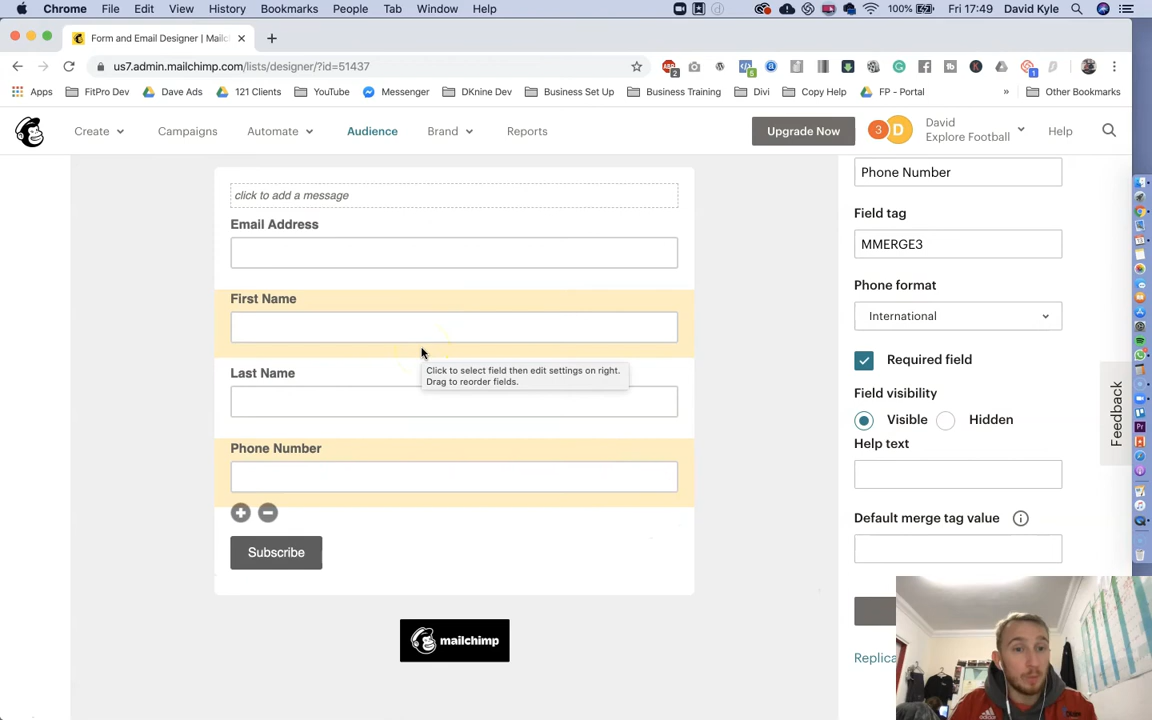 Chrome File Edit View History Bookmarks People Tab Window Help 100% Fri 17:49 David Kyle
Form and Email Designer | Mailc
us7.admin.mailchimp.com/lists/designer/?id=51437
Apps FitPro Dev Dave Ads 121 Clients YouTube Messenger DKnine Dev Business Set Up Business Training Divi Copy Help FP - Portal » Other Bookmarks
Create Campaigns Automate Audience Brand Reports Upgrade Now 3 D David Help
Explore Football
click to add a message
Email Address
First Name
Click to select field then edit settings on right.
Drag to reorder fields.
Last Name
Phone Number
Subscribe
mailchimp
Phone Number
Field tag
MMERGE3
Phone format
International
Required field
Field visibility
Visible Hidden
Help text
Default merge tag value
Replica
Feedback